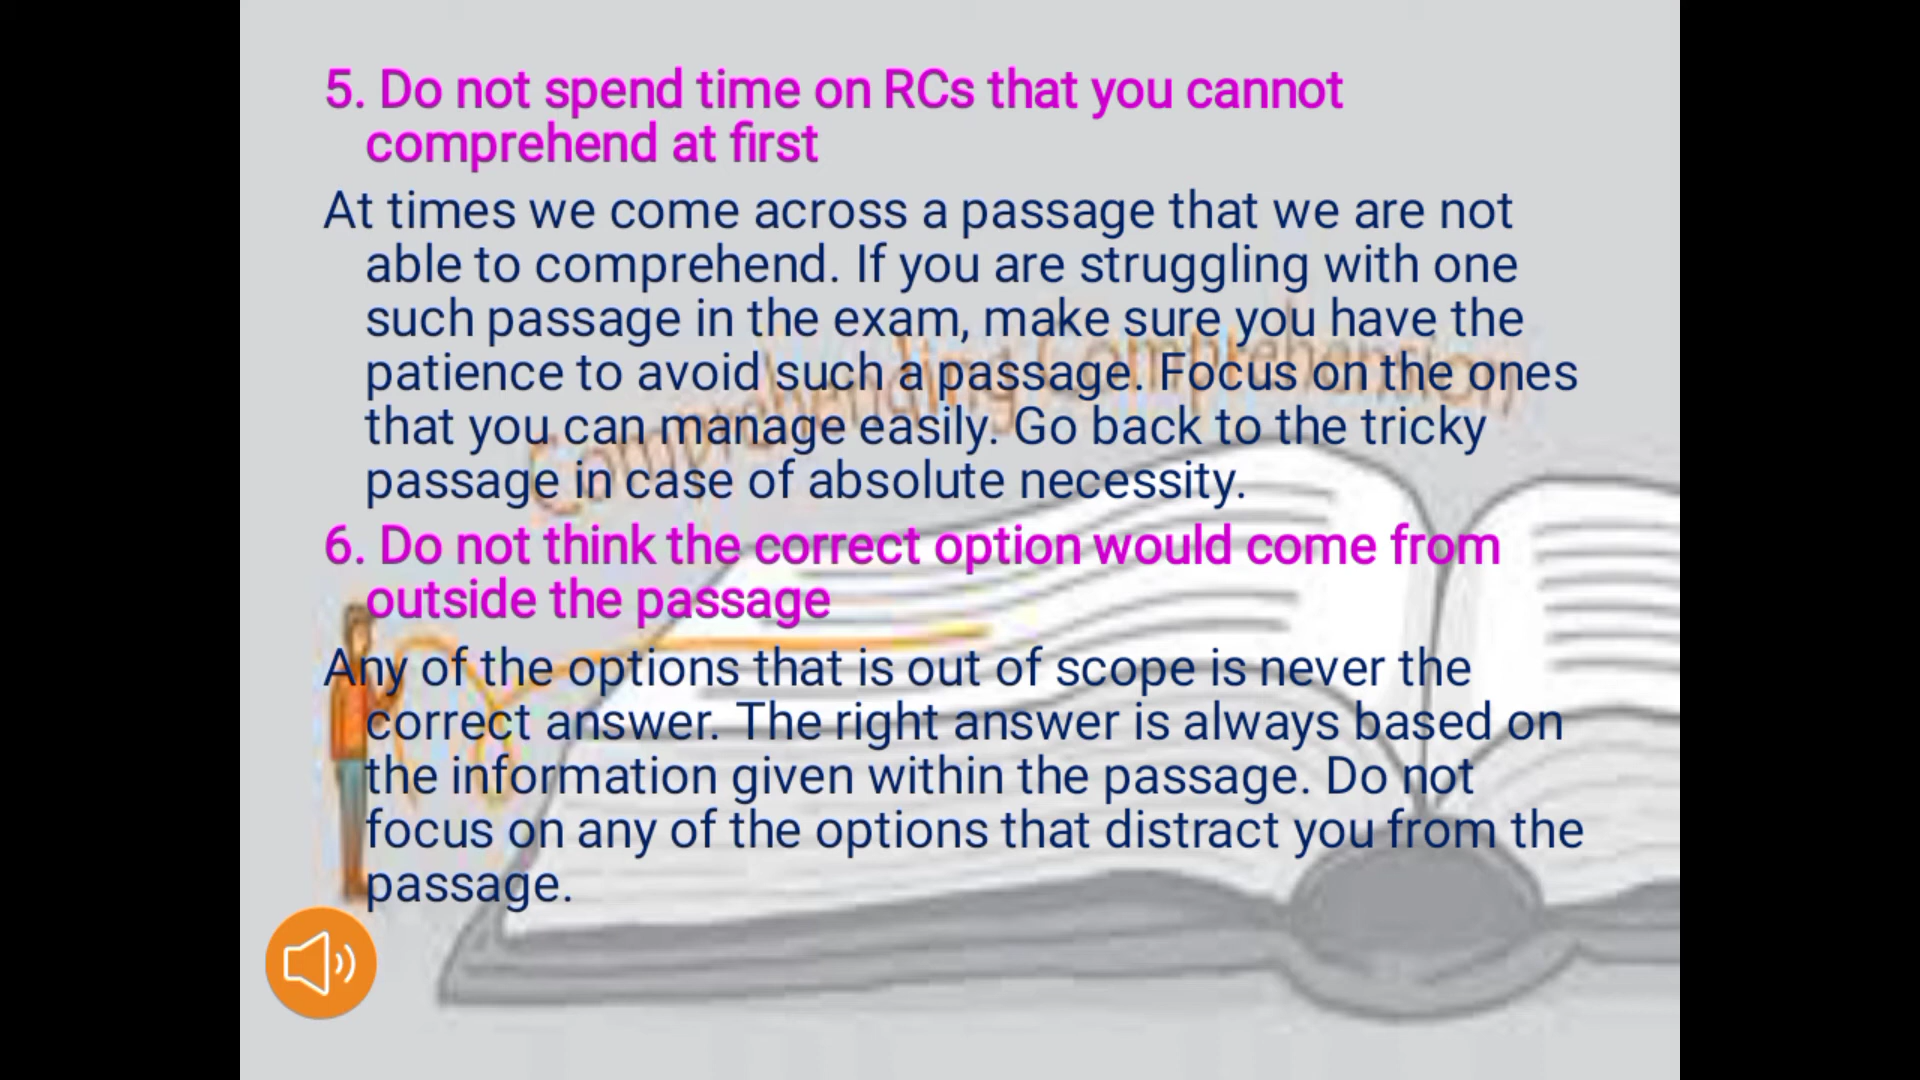 5. Do not spend time on RCs that you cannot
comprehend at first
At times we come across a passage that we are not
able to comprehend. If you are struggling with one
such passage in the exam, make sure you have the
patience to avoid such a passage. Focus on the ones
that you can manage easily. Go back to the tricky
passage in case of absolute necessity.
6. Do not think the correct option would come from
outside the passage
Any of the options that is out of scope is never the
correct answer. The right answer is always based on
the information given within the passage. Do not
focus on any of the options that distract you from the
passage.
Comprehending Comprehension